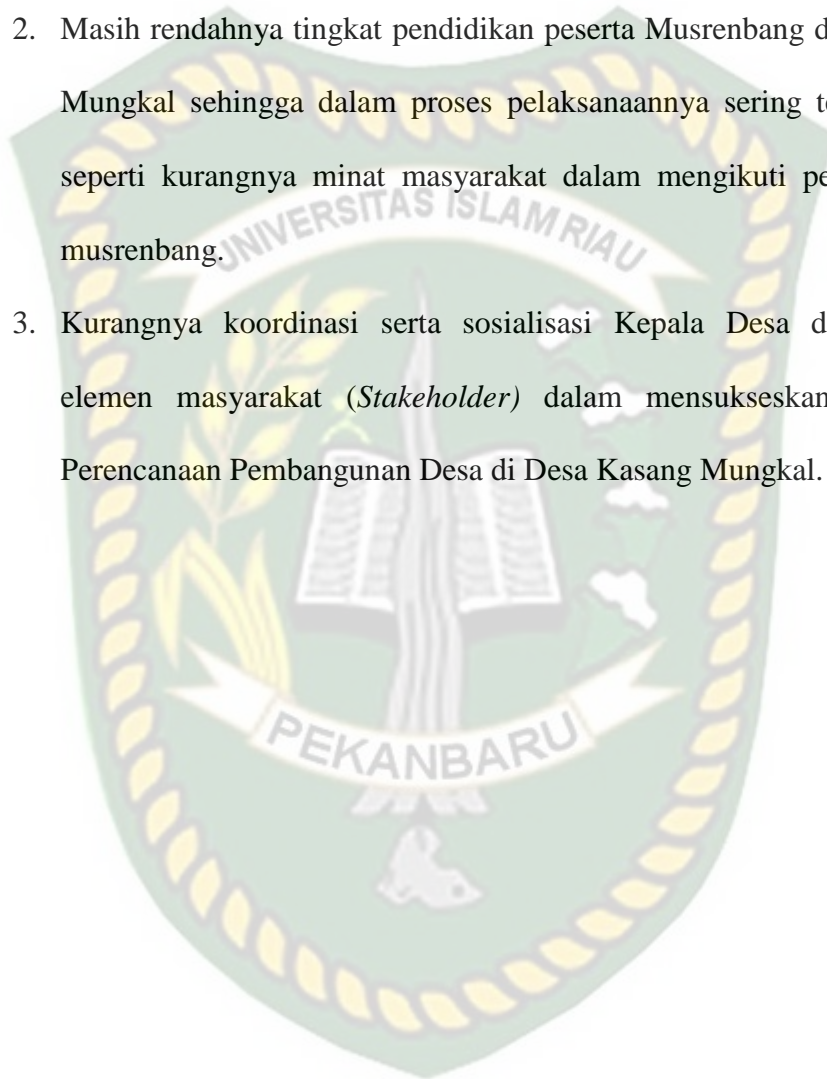 2. Masih rendahnya tingkat pendidikan peserta Musrenbang
Mungkal sehingga dalam proses pelaksanaannya sering
seperti kurangnya minat masyarakat dalam mengikuti
musrenbang.
UNIVERSITAS ISLAM RIAU
3. Kurangnya koordinasi serta sosialisasi Kepala Desa
elemen masyarakat (Stakeholder) dalam mensukseskan
Perencanaan Pembangunan Desa di Desa Kasang Mungkal.
PEKANBARU